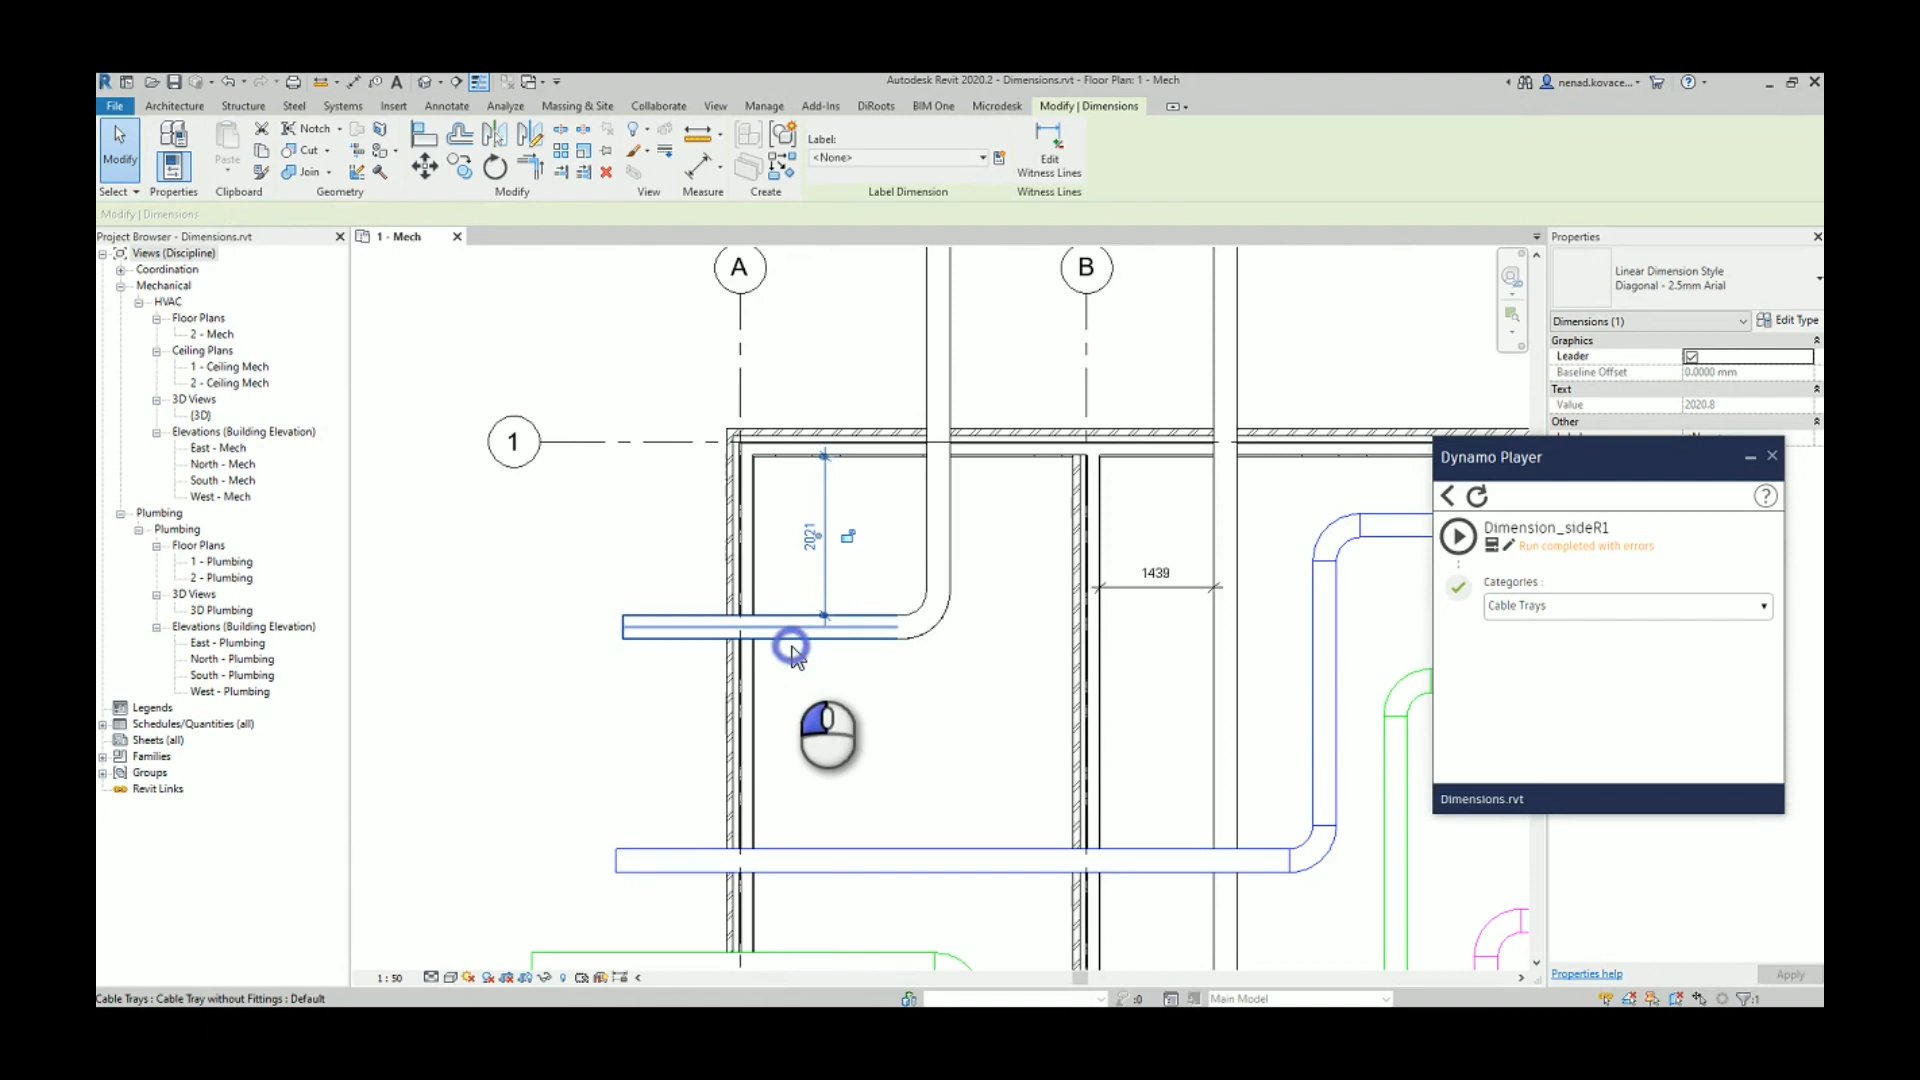 Autodesk Revit 2020.2 - Dimensions.rvt - Floor Plan: 1 - Mech
nenad.kovace...
File Architecture Structure Steel Systems Insert Annotate Analyze Massing & Site Collaborate View Manage Add-Ins DiRoots BIM One Microdesk Modify | Dimensions
Modify
Paste
Notch
Cut
Join
Label:
<None>
Edit
Witness Lines
Select Properties Clipboard Geometry Modify View Measure Create Label Dimension Witness Lines
Modify | Dimensions
Project Browser - Dimensions.rvt
Views (Discipline)
Coordination
Mechanical
HVAC
Floor Plans
2 - Mech
Ceiling Plans
1 - Ceiling Mech
2 - Ceiling Mech
3D Views
(3D)
Elevations (Building Elevation)
East - Mech
North - Mech
South - Mech
West - Mech
Plumbing
Plumbing
Floor Plans
1 - Plumbing
2 - Plumbing
3D Views
3D Plumbing
Elevations (Building Elevation)
East - Plumbing
North - Plumbing
South - Plumbing
West - Plumbing
Legends
Schedules/Quantities (all)
Sheets (all)
Families
Groups
Revit Links
1 - Mech
A
B
1
2021
1439
Properties
Linear Dimension Style
Diagonal - 2.5mm Arial
Dimensions (1)
Edit Type
Graphics
Leader
Baseline Offset 0.0000 mm
Text
Value 2020.8
Other
Dynamo Player
Dimension_sideR1
Run completed with errors
Categories :
Cable Trays
Dimensions.rvt
Properties help
Apply
1 : 50
Cable Trays : Cable Tray without Fittings : Default
:0
Main Model
:1